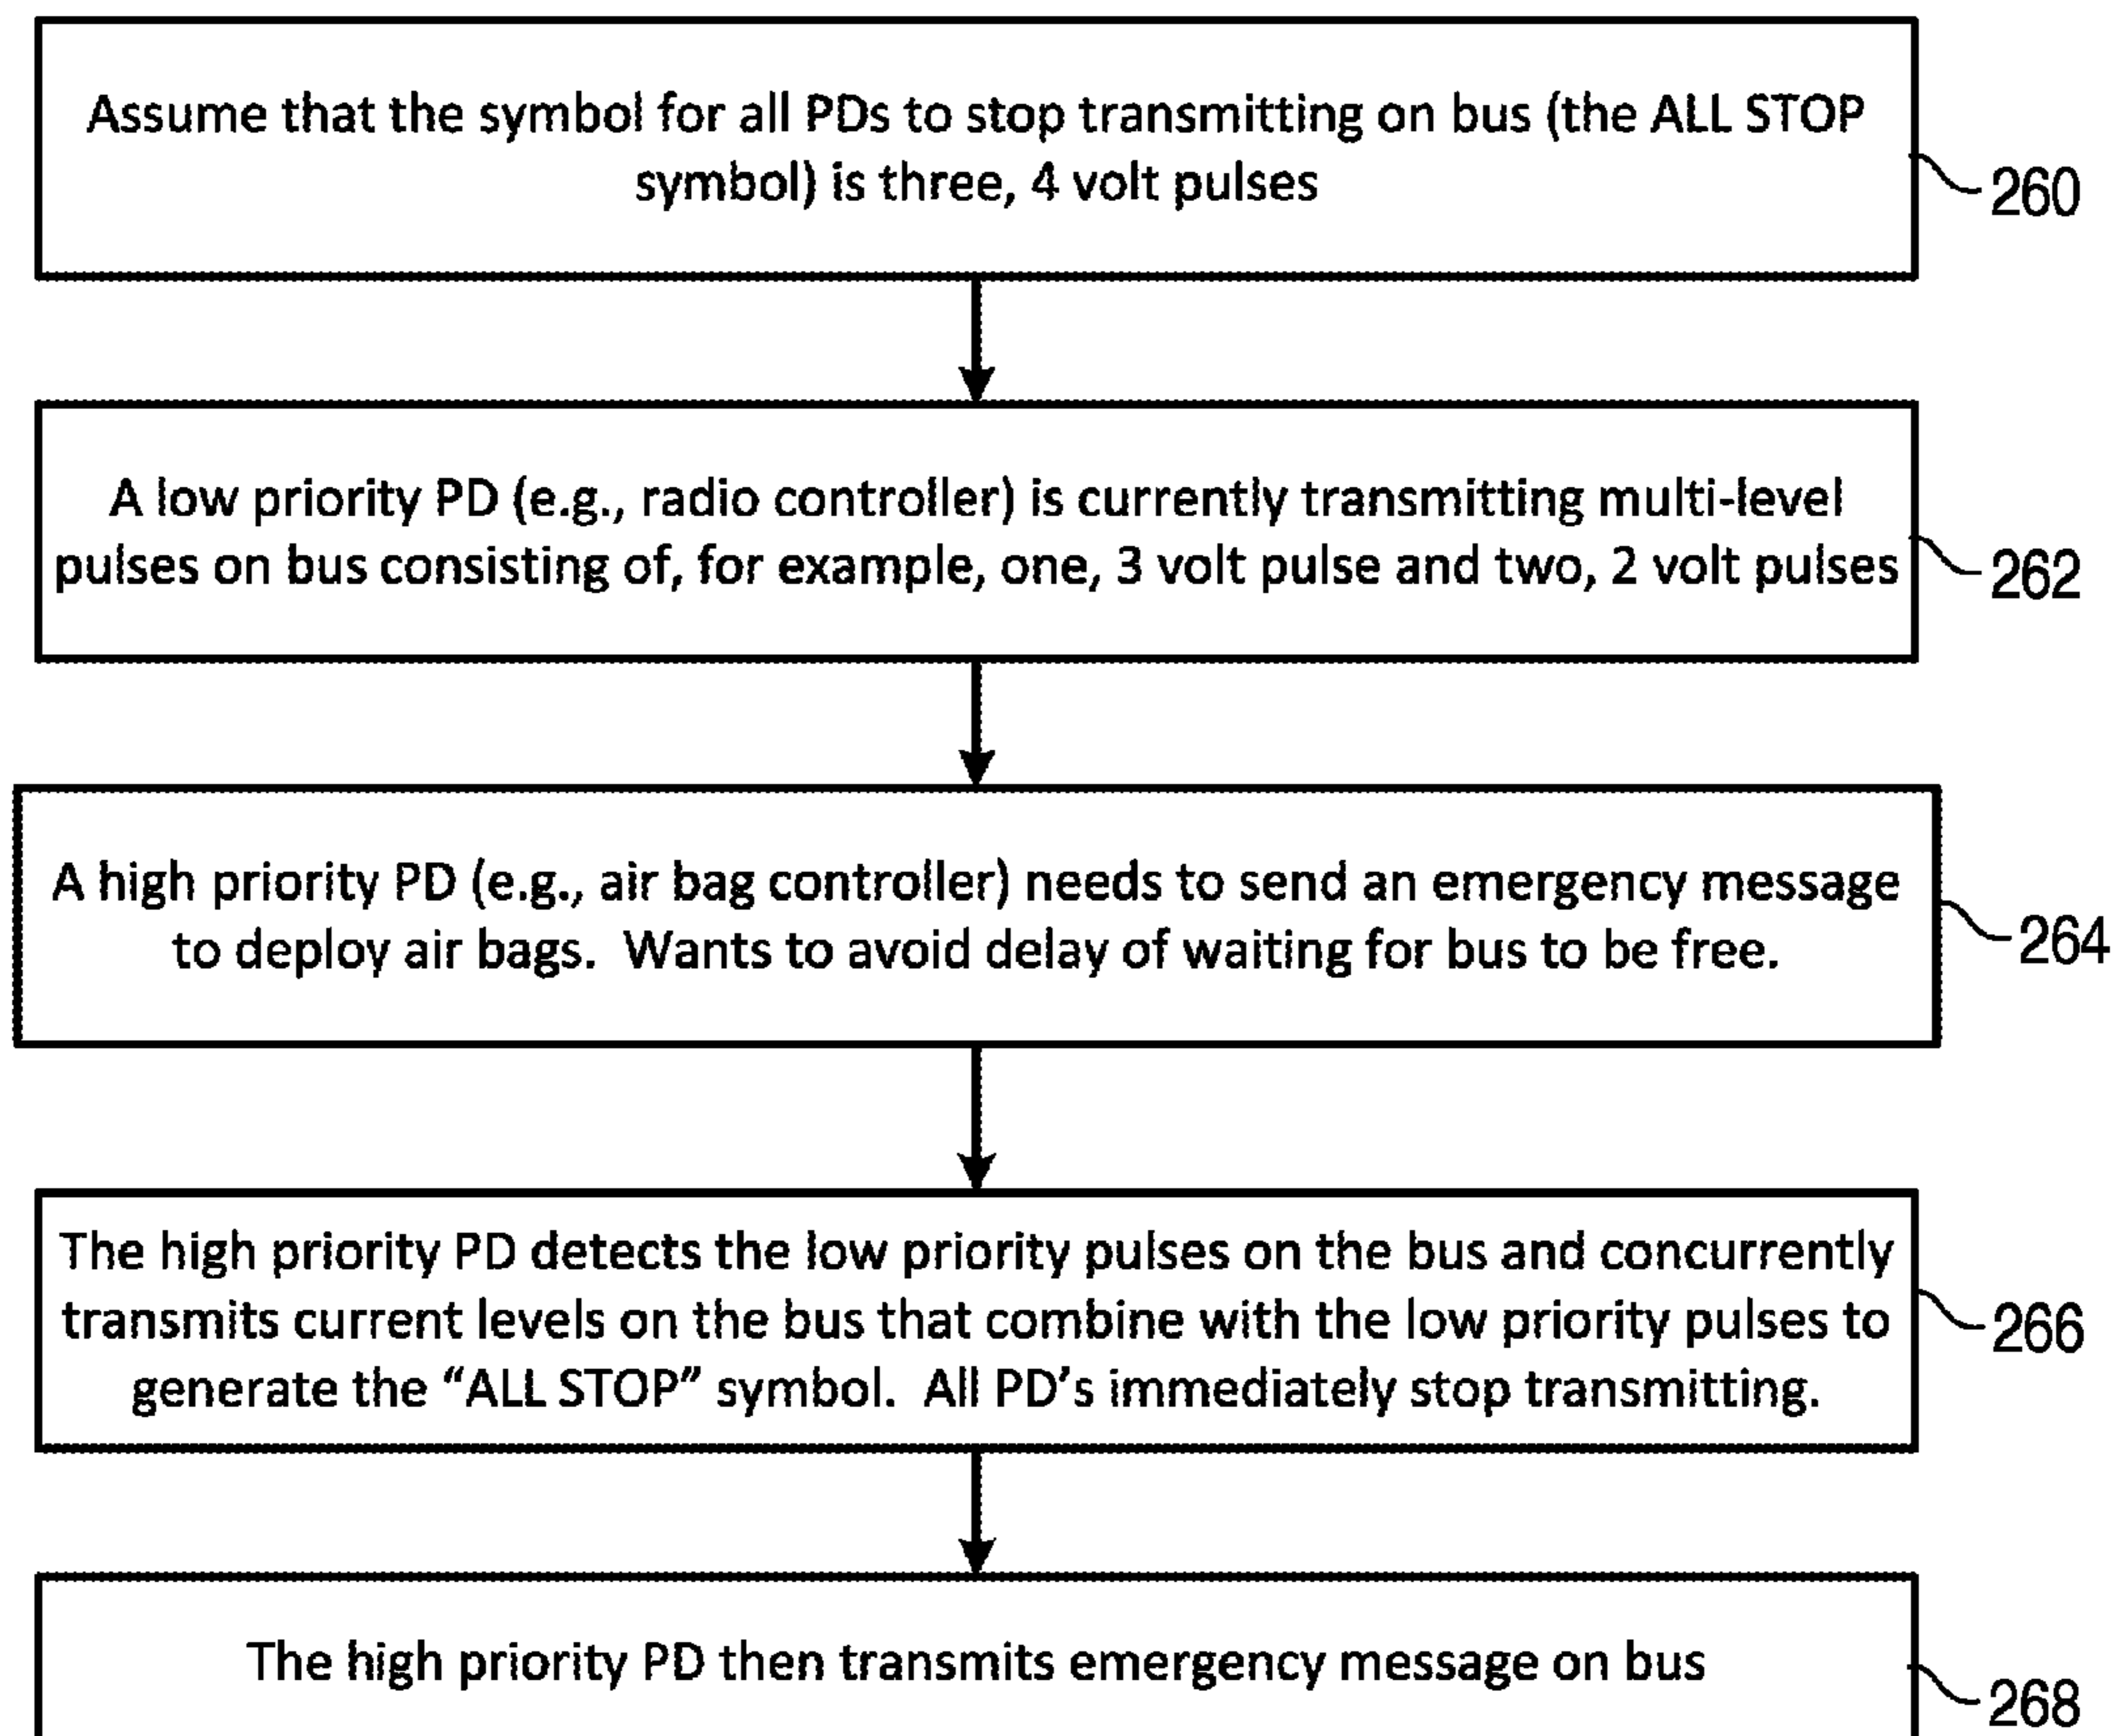 Assume that the symbol for all PDs to stop transmitting on bus (the ALL STOP
symbol) is three, 4 volt pulses
260
A low priority PD (e.g., radio controller) is currently transmitting multi-level
pulses on bus consisting of, for example, one, 3 volt pulse and two, 2 volt pulses
262
A high priority PD (e.g., air bag controller) needs to send an emergency message
to deploy air bags.  Wants to avoid delay of waiting for bus to be free.
264
The high priority PD detects the low priority pulses on the bus and concurrently
transmits current levels on the bus that combine with the low priority pulses to
generate the “ALL STOP” symbol.  All PD’s immediately stop transmitting.
266
The high priority PD then transmits emergency message on bus
268